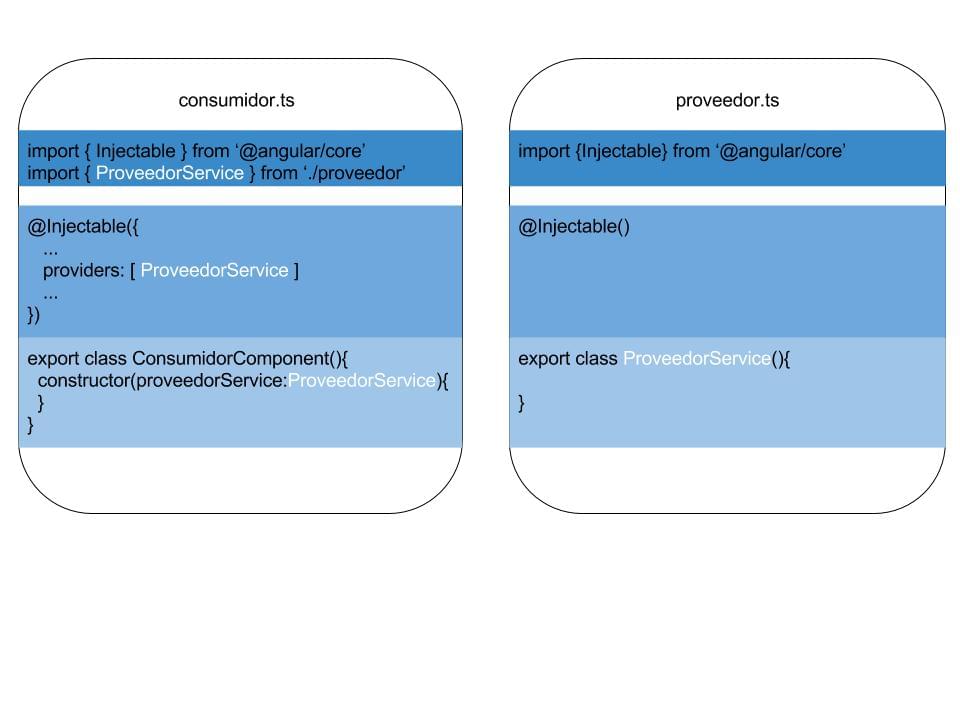 consumidor.ts
import { Injectable } from ‘@angular/core’
import { ProveedorService } from ‘./proveedor’
@Injectable({
...
providers: [ ProveedorService ]
...
})
export class ConsumidorComponent(){
constructor(proveedorService:ProveedorService){
}
}
proveedor.ts
import {Injectable} from ‘@angular/core’
@Injectable()
export class ProveedorService(){
}